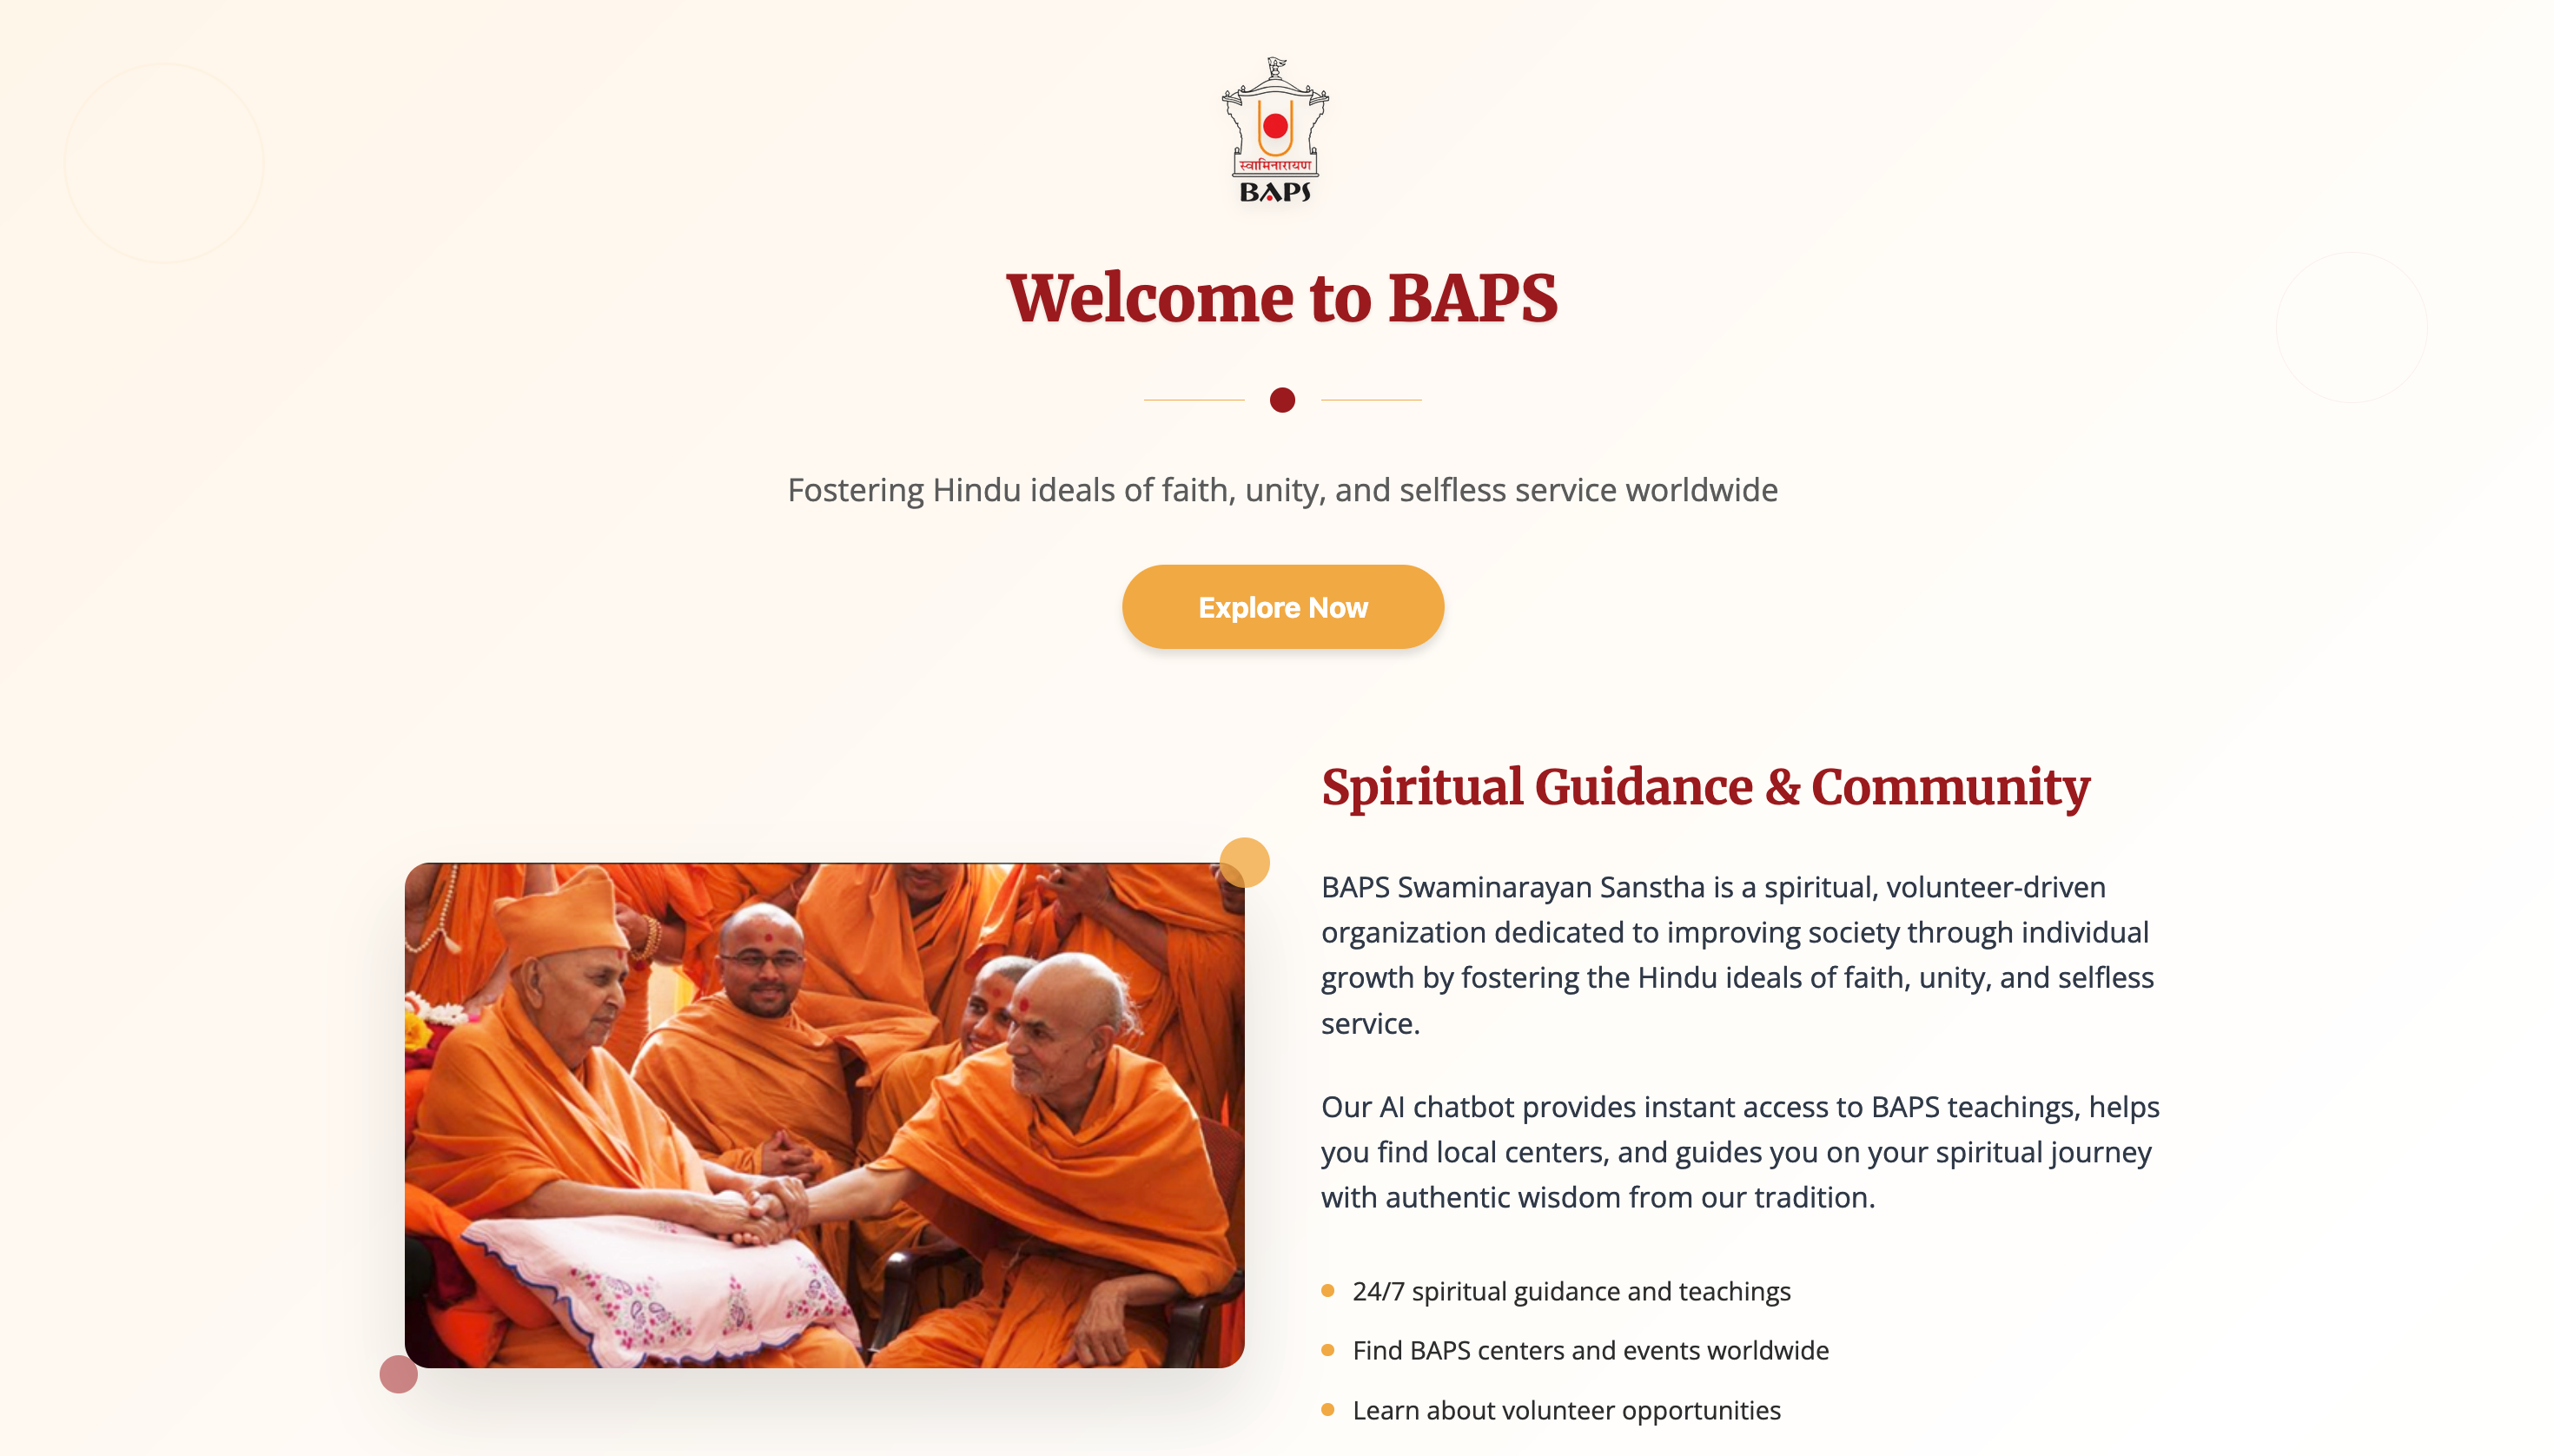 स्वामिनारायण
BAPS
Welcome to BAPS
Fostering Hindu ideals of faith, unity, and selfless service worldwide
Explore Now
Spiritual Guidance & Community
BAPS Swaminarayan Sanstha is a spiritual, volunteer-driven
organization dedicated to improving society through individual
growth by fostering the Hindu ideals of faith, unity, and selfless
service.
Our AI chatbot provides instant access to BAPS teachings, helps
you find local centers, and guides you on your spiritual journey
with authentic wisdom from our tradition.
24/7 spiritual guidance and teachings
Find BAPS centers and events worldwide
Learn about volunteer opportunities